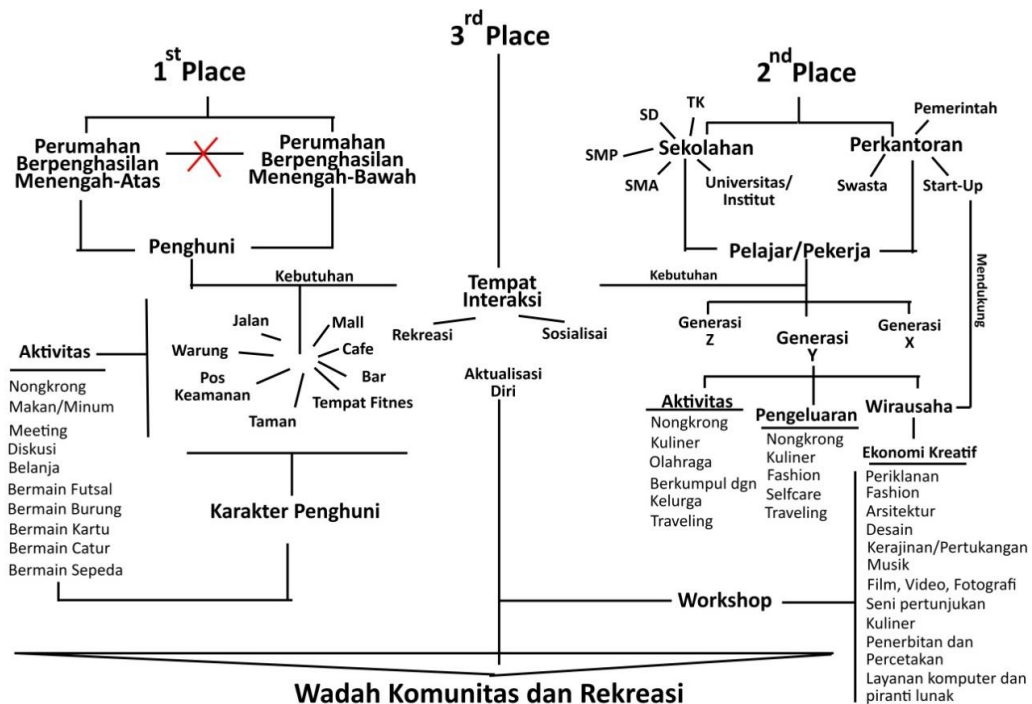 3rd Place
1st Place
2nd Place
Perumahan
Berpenghasilan
Menengah-Atas
Perumahan
Berpenghasilan
Menengah-Bawah
Penghuni
Kebutuhan
Jalan
Mall
Warung
Cafe
Pos
Keamanan
Bar
Tempat Fitnes
Taman
Aktivitas
Nongkrong
Makan/Minum
Meeting
Diskusi
Belanja
Bermain Futsal
Bermain Burung
Bermain Kartu
Bermain Catur
Bermain Sepeda
Karakter Penghuni
Tempat
Interaksi
Rekreasi
Sosialisai
Aktualisasi
Diri
TK
SD
SMP
SMA
Sekolahan
Universitas/
Institut
Pemerintah
Perkantoran
Swasta
Start-Up
Pelajar/Pekerja
Kebutuhan
Mendukung
Generasi
Z
Generasi
Y
Generasi
X
Aktivitas
Nongkrong
Kuliner
Olahraga
Berkumpul dgn
Kelurga
Traveling
Pengeluaran
Nongkrong
Kuliner
Fashion
Selfcare
Traveling
Wirausaha
Ekonomi Kreatif
Periklanan
Fashion
Arsitektur
Desain
Kerajinan/Pertukangan
Musik
Film, Video, Fotografi
Seni pertunjukan
Kuliner
Penerbitan dan
Percetakan
Layanan komputer dan
piranti lunak
Workshop
Wadah Komunitas dan Rekreasi